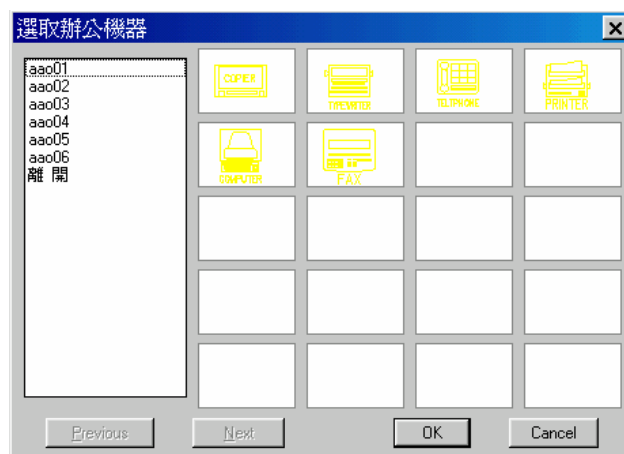 選取辦公機器
aao01
aao02
aao03
aao04
aao05
aao06
離 開
COPIER
TYPEWRITER
TELTPHONE
PRINTER
COMPUTER
FAX
Previous
Next
OK
Cancel